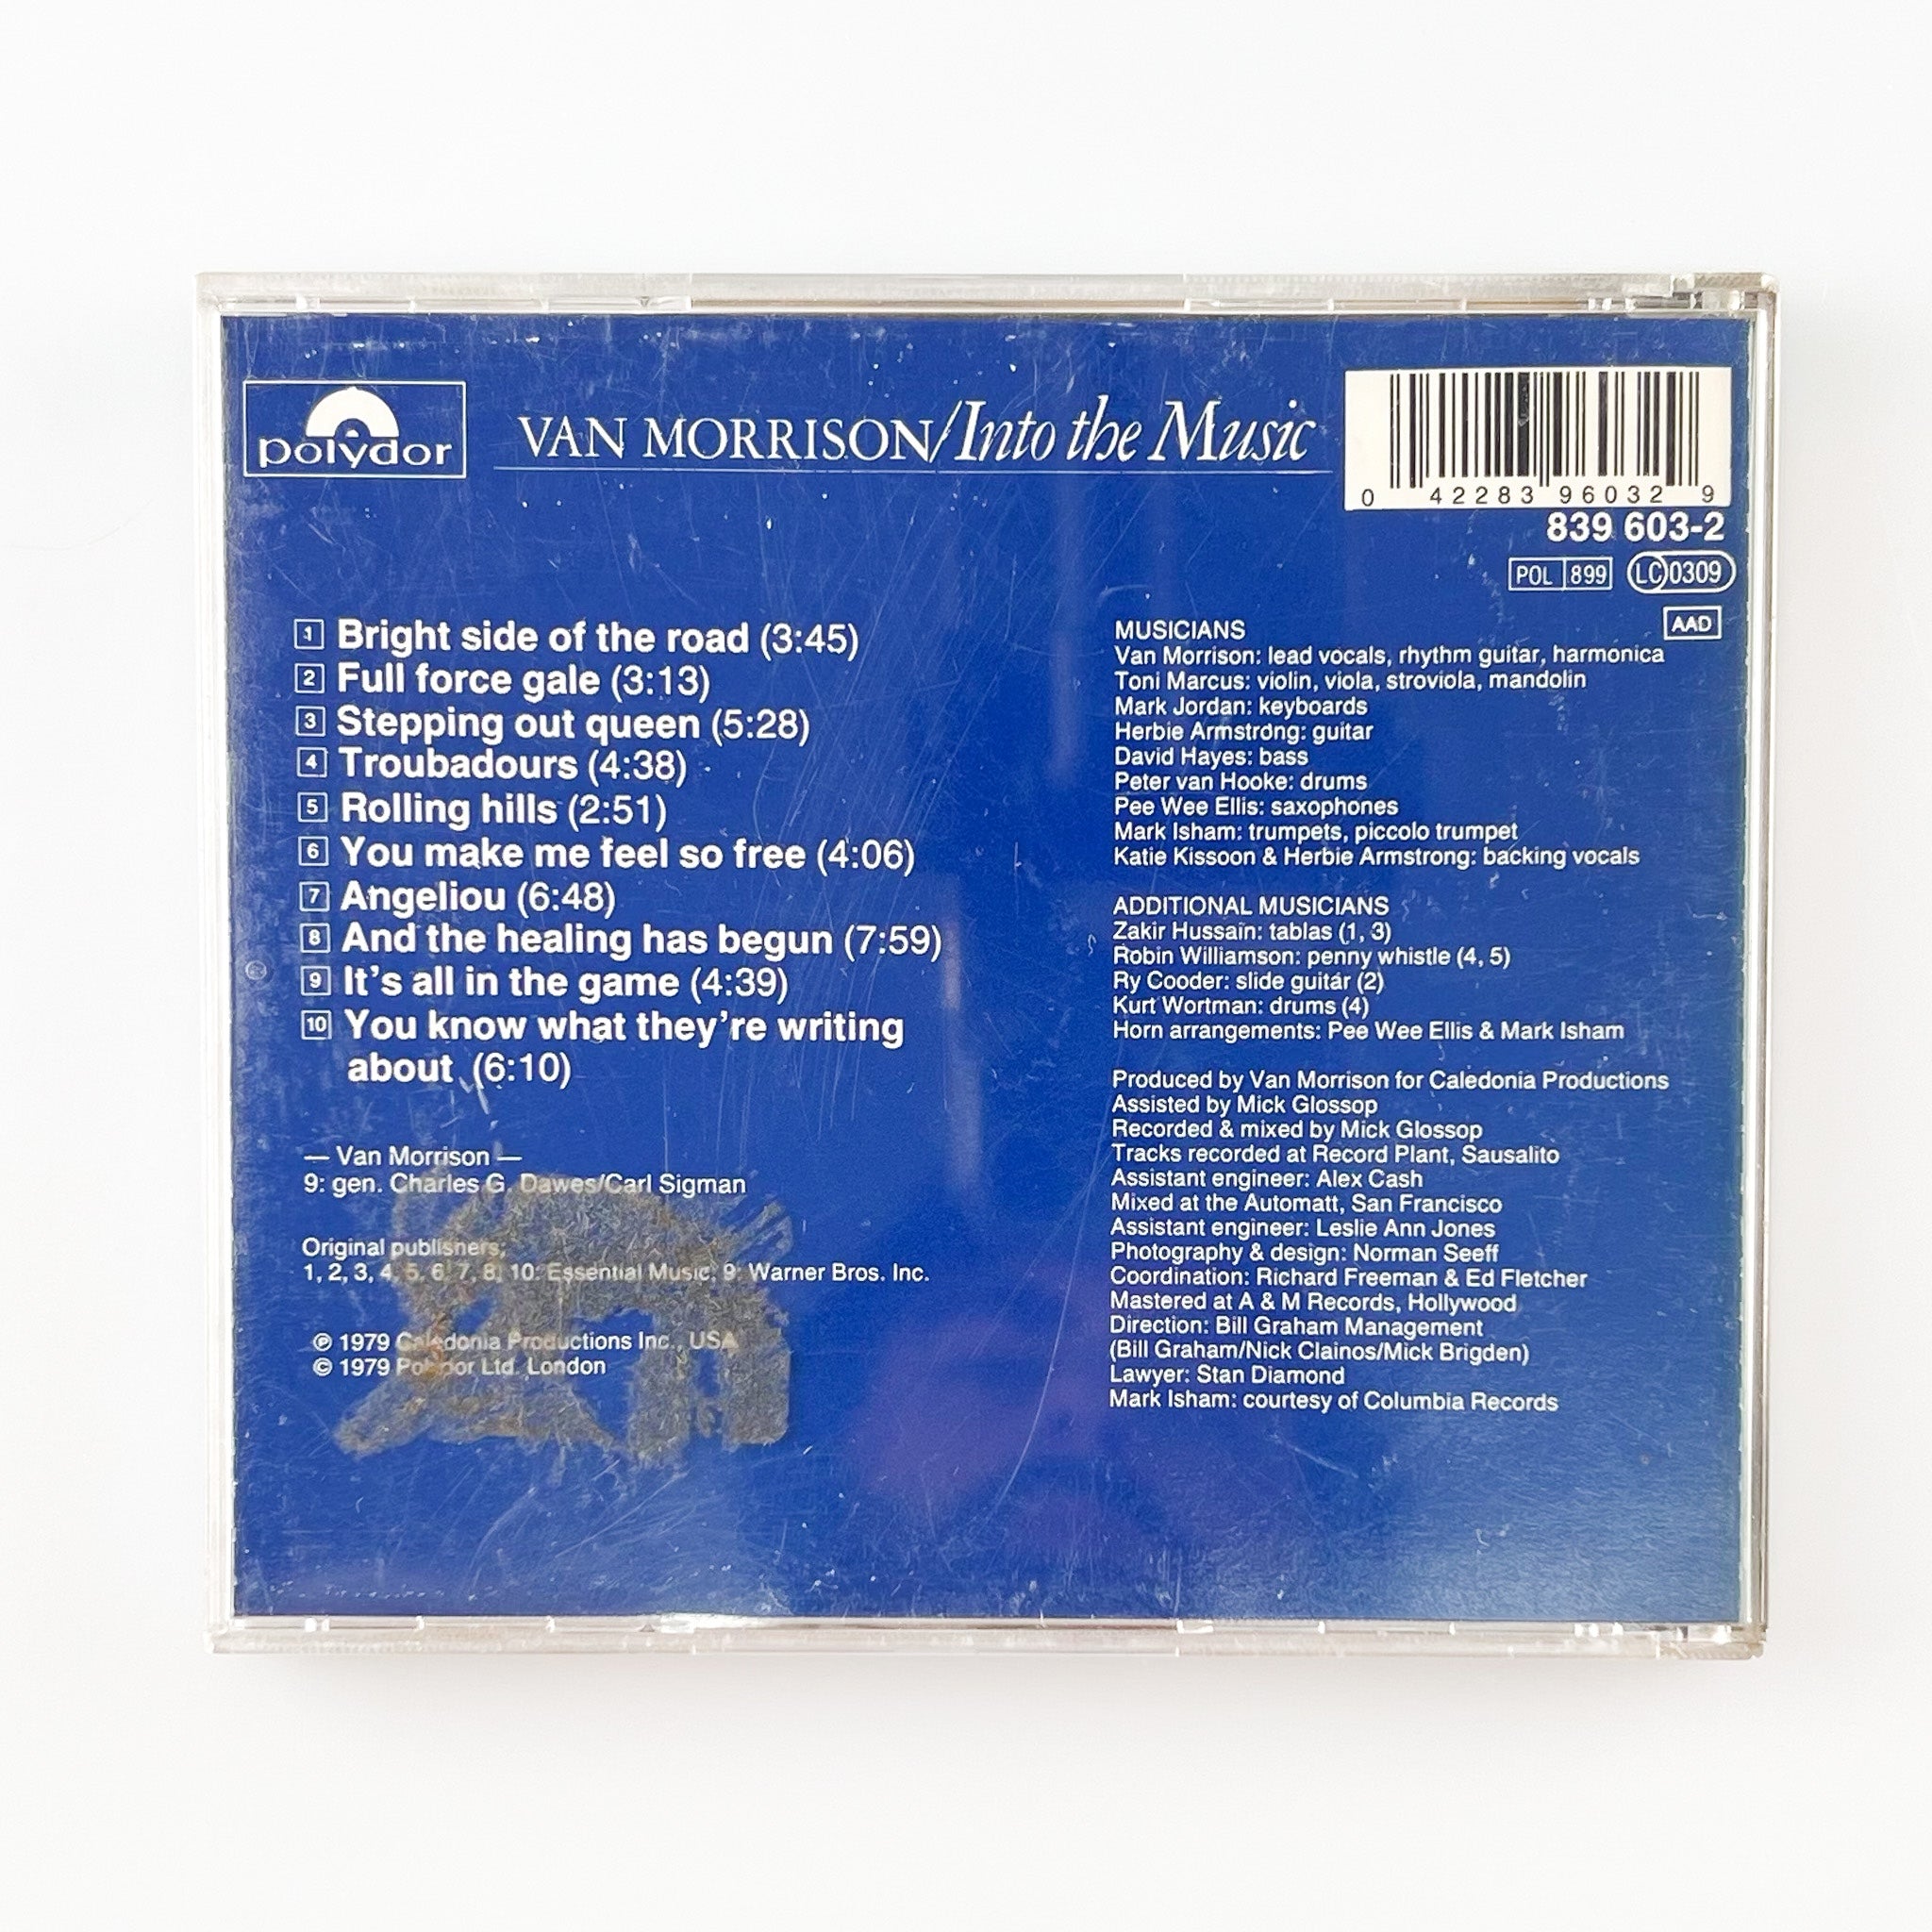 polydor
VAN MORRISON/Into the Music
0 42283 96032 9
839 603-2
POL 899 LC 0309
AAD
1 Bright side of the road (3:45)
2 Full force gale (3:13)
3 Stepping out queen (5:28)
4 Troubadours (4:38)
5 Rolling hills (2:51)
6 You make me feel so free (4:06)
7 Angeliou (6:48)
8 And the healing has begun (7:59)
9 It's all in the game (4:39)
10 You know what they're writing
about (6:10)
— Van Morrison —
9: gen. Charles G. Dawes/Carl Sigman
Original publishers;
1, 2, 3, 4, 5, 6, 7, 8, 10: Essential Music; 9: Warner Bros. Inc.
℗ 1979 Caledonia Productions Inc., USA
© 1979 Polydor Ltd. London
MUSICIANS
Van Morrison: lead vocals, rhythm guitar, harmonica
Toni Marcus: violin, viola, stroviola, mandolin
Mark Jordan: keyboards
Herbie Armstrong: guitar
David Hayes: bass
Peter van Hooke: drums
Pee Wee Ellis: saxophones
Mark Isham: trumpets, piccolo trumpet
Katie Kissoon & Herbie Armstrong: backing vocals
ADDITIONAL MUSICIANS
Zakir Hussain: tablas (1, 3)
Robin Williamson: penny whistle (4, 5)
Ry Cooder: slide guitar (2)
Kurt Wortman: drums (4)
Horn arrangements: Pee Wee Ellis & Mark Isham
Produced by Van Morrison for Caledonia Productions
Assisted by Mick Glossop
Recorded & mixed by Mick Glossop
Tracks recorded at Record Plant, Sausalito
Assistant engineer: Alex Cash
Mixed at the Automatt, San Francisco
Assistant engineer: Leslie Ann Jones
Photography & design: Norman Seeff
Coordination: Richard Freeman & Ed Fletcher
Mastered at A & M Records, Hollywood
Direction: Bill Graham Management
(Bill Graham/Nick Clainos/Mick Brigden)
Lawyer: Stan Diamond
Mark Isham: courtesy of Columbia Records